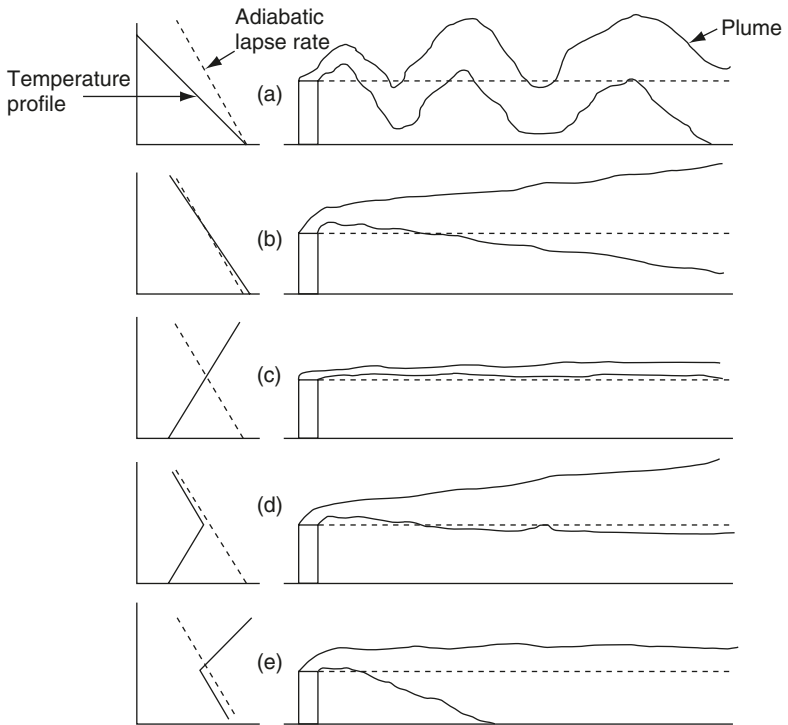 Adiabatic
lapse rate
Plume
Temperature
profile
(a)
(b)
(c)
(d)
(e)